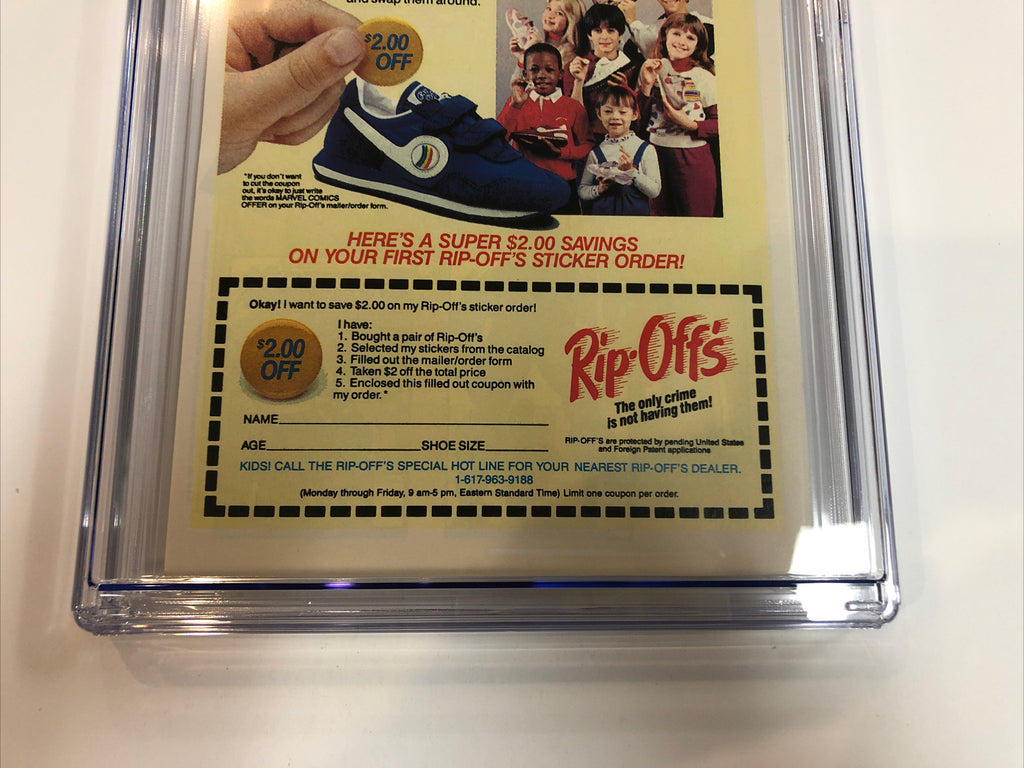 and swap them around.
$2.00
OFF
*If you don't want
to cut the coupon
out, it's okay to just write
the words MARVEL COMICS
OFFER on your Rip-Off's mailer/order form.
HERE'S A SUPER $2.00 SAVINGS
ON YOUR FIRST RIP-OFF'S STICKER ORDER!
Okay! I want to save $2.00 on my Rip-Off's sticker order!
$2.00
OFF
I have:
1. Bought a pair of Rip-Off's
2. Selected my stickers from the catalog
3. Filled out the mailer/order form
4. Taken $2 off the total price
5. Enclosed this filled out coupon with
my order.*
Rip-Off's
The only crime
is not having them!
NAME
AGE SHOE SIZE
RIP-OFF'S are protected by pending United States
and Foreign Patent applications
KIDS! CALL THE RIP-OFF'S SPECIAL HOT LINE FOR YOUR NEAREST RIP-OFF'S DEALER.
1-617-963-9188
(Monday through Friday, 9 am-5 pm, Eastern Standard Time) Limit one coupon per order.